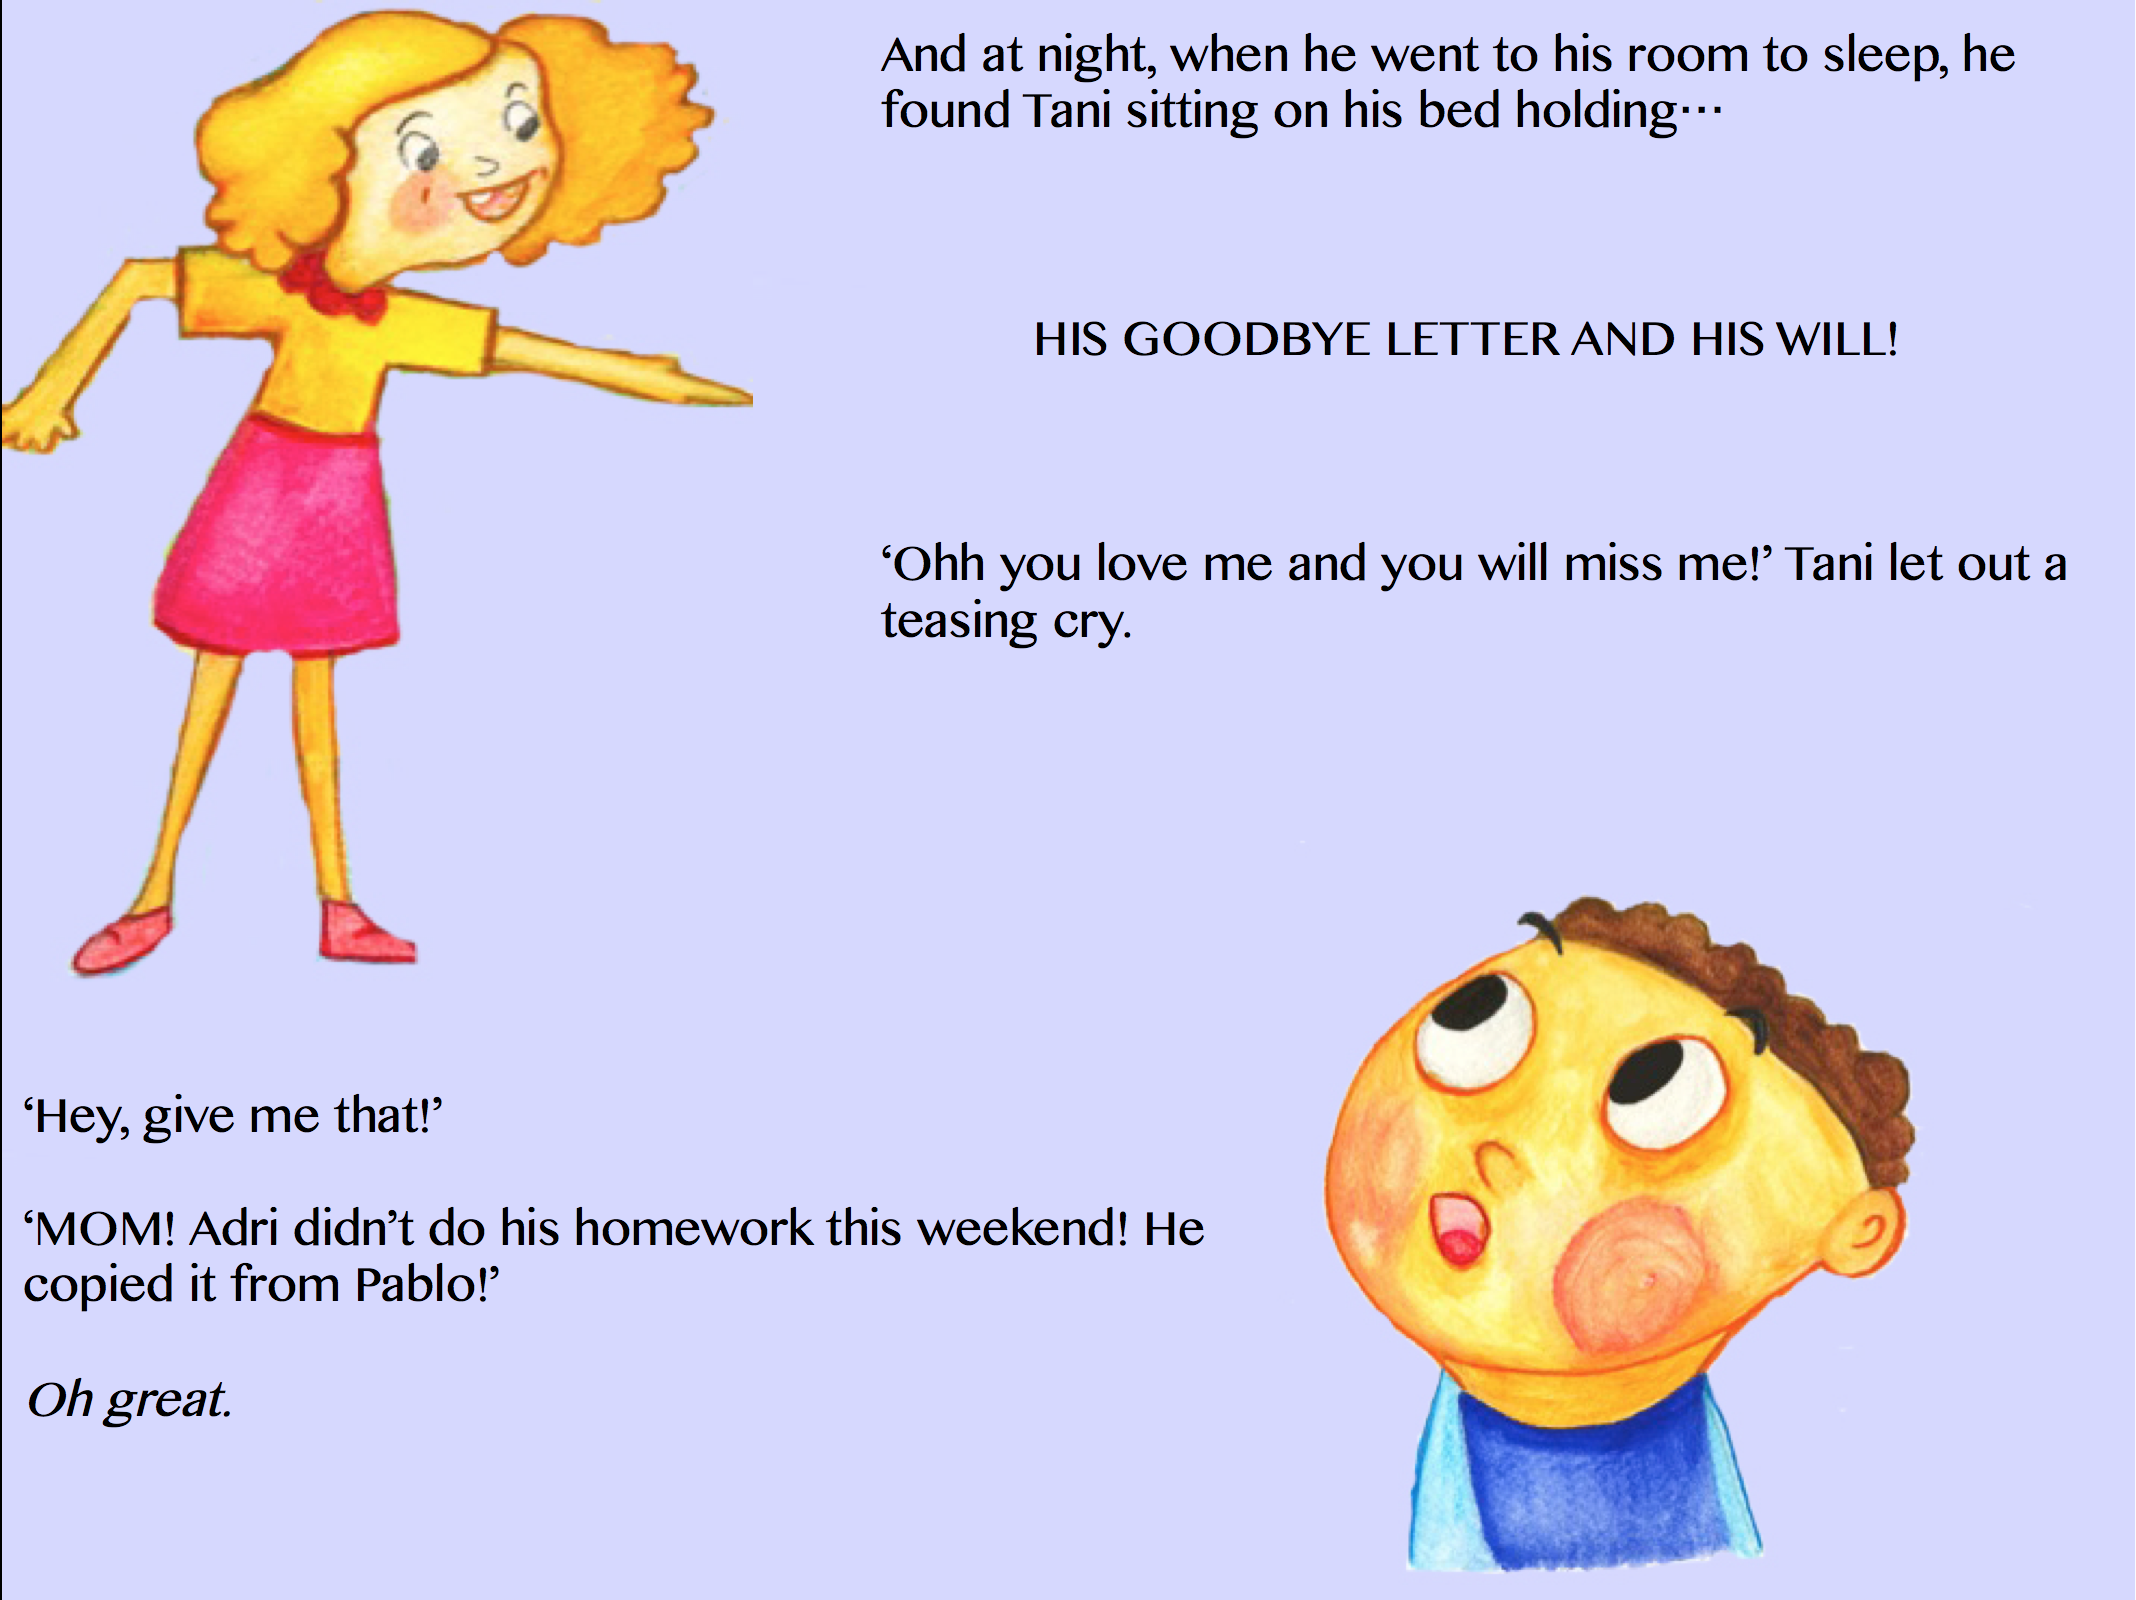 And at night, when he went to his room to sleep, he
found Tani sitting on his bed holding…
HIS GOODBYE LETTER AND HIS WILL!
‘Ohh you love me and you will miss me!’ Tani let out a
teasing cry.
‘Hey, give me that!’
‘MOM! Adri didn’t do his homework this weekend! He
copied it from Pablo!’
Oh great.